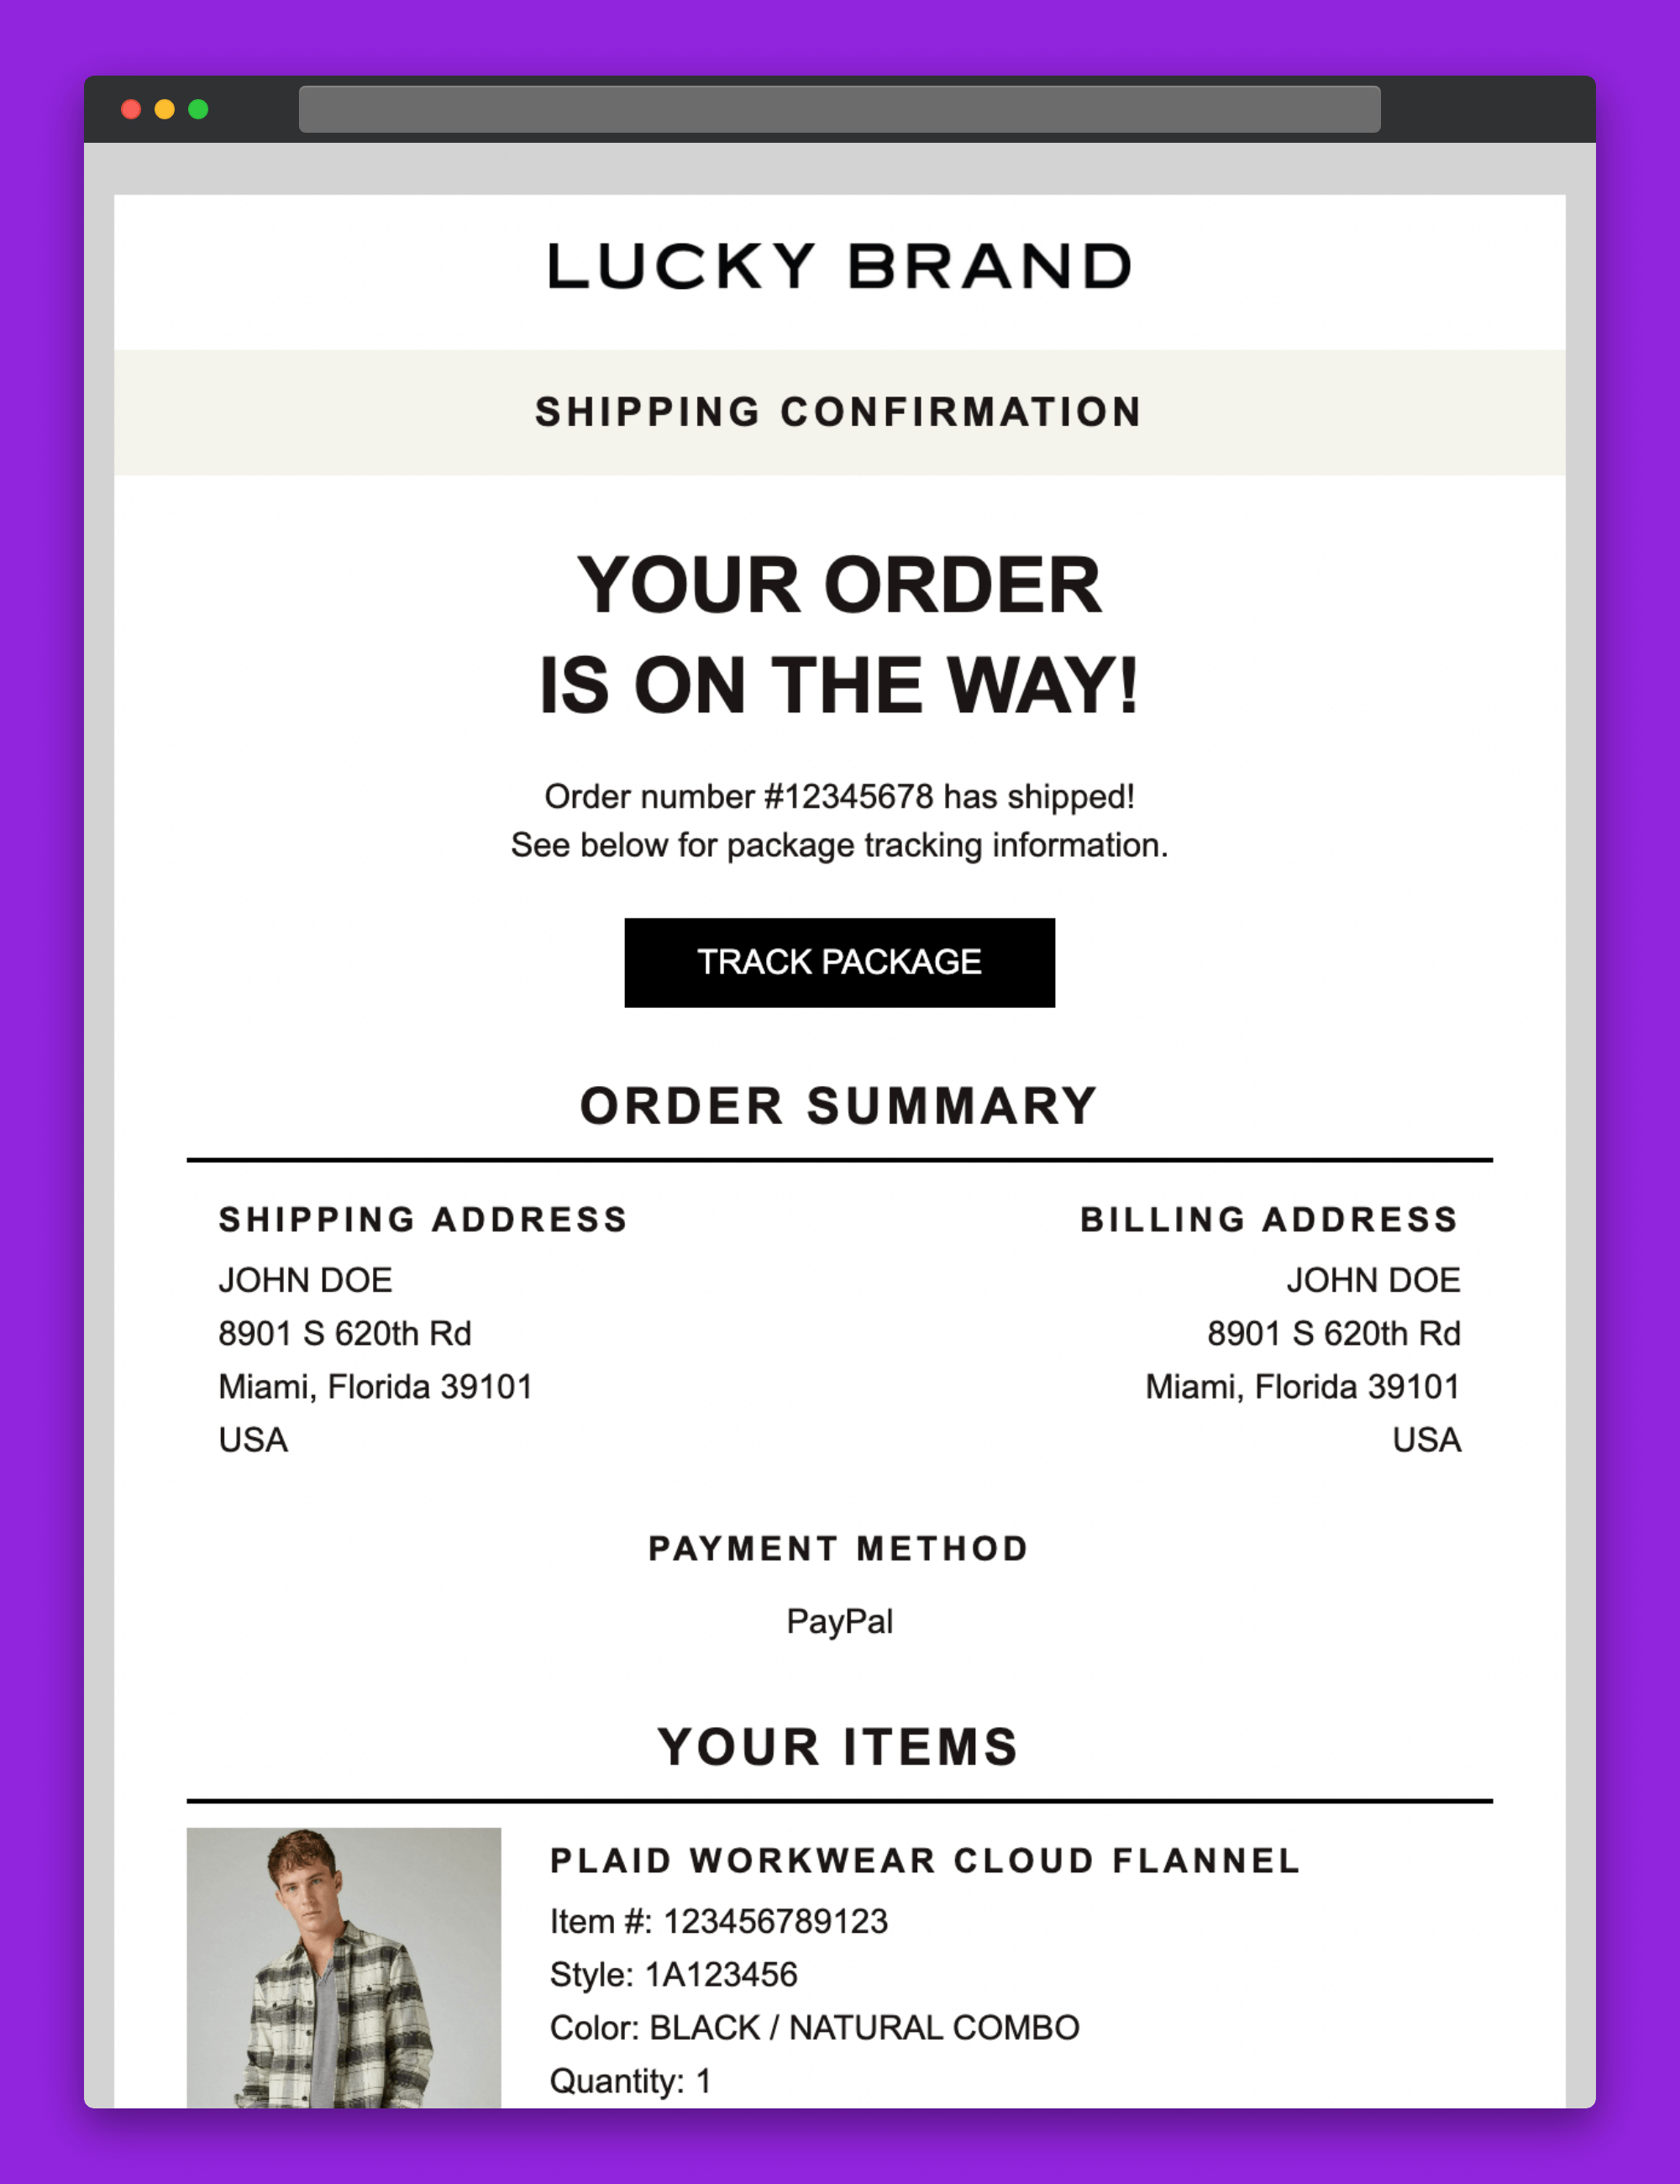 LUCKY BRAND
SHIPPING CONFIRMATION
YOUR ORDER
IS ON THE WAY!
Order number #12345678 has shipped!
See below for package tracking information.
TRACK PACKAGE
ORDER SUMMARY
SHIPPING ADDRESS
JOHN DOE
8901 S 620th Rd
Miami, Florida 39101
USA
BILLING ADDRESS
JOHN DOE
8901 S 620th Rd
Miami, Florida 39101
USA
PAYMENT METHOD
PayPal
YOUR ITEMS
PLAID WORKWEAR CLOUD FLANNEL
Item #: 123456789123
Style: 1A123456
Color: BLACK / NATURAL COMBO
Quantity: 1